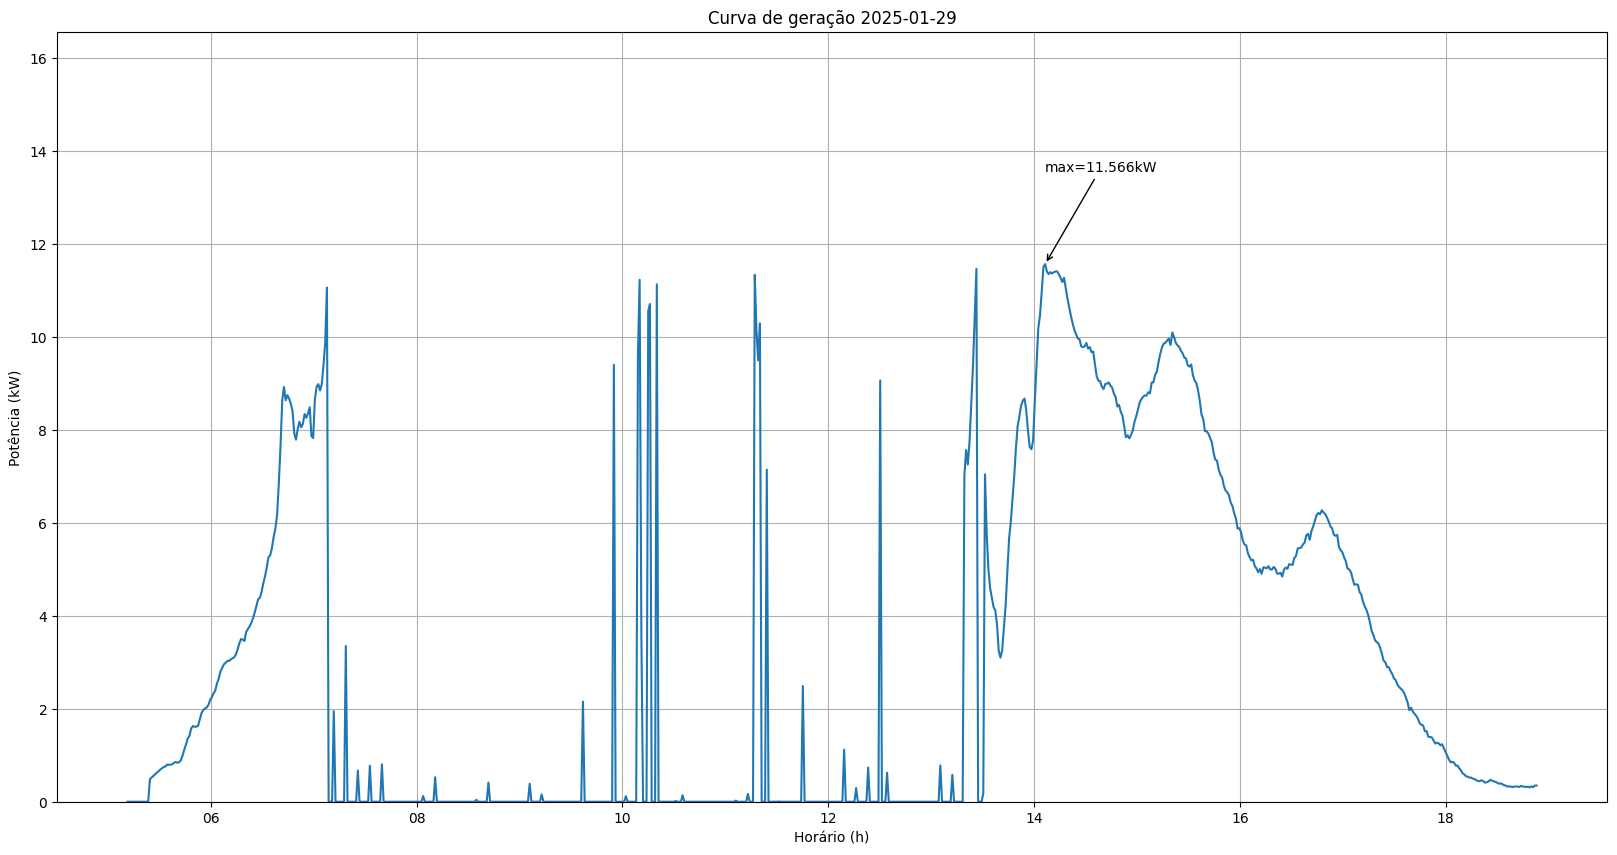 Curva de geração 2025-01-29
Potência (kW)
16
14
12
10
8
6
4
2
0
max=11.566kW
06 08 10 12 14 16 18
Horário (h)